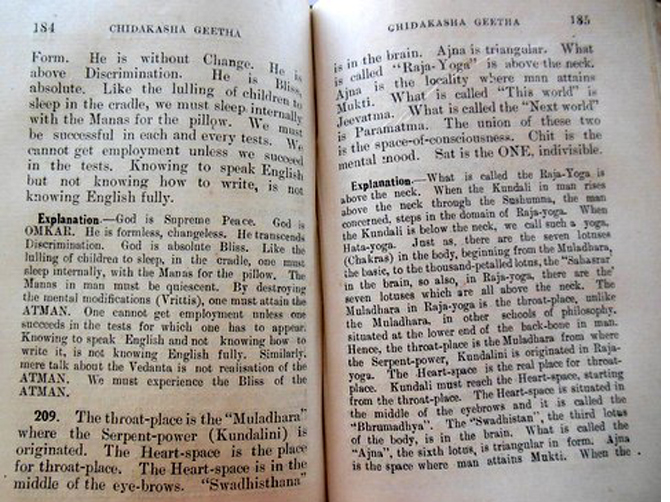 184 CHIDAKASHA GEETHA
Form. He is without Change. He is
above Discrimination. He is Bliss,
absolute. Like the lulling of children to
sleep in the cradle, we must sleep internally
with the Manas for the pillow. We must
be successful in each and every tests. We
cannot get employment unless we succeed
in the tests. Knowing to speak English
but not knowing how to write, is not
knowing English fully.
Explanation.—God is Supreme Peace. God is
OMKAR. He is formless, changeless. He transcends
Discrimination. God is absolute Bliss. Like the
lulling of children to sleep, in the cradle, one must
sleep internally, with the Manas for the pillow. The
Manas in man must be quiescent. By destroying
the mental modifications (Vrittis), one must attain the
ATMAN. One cannot get employment unless one
succeeds in the tests for which one has to appear.
Knowing to speak English and not knowing how to
write it, is not knowing English fully. Similarly,
mere talk about the Vedanta is not realisation of the
ATMAN. We must experience the Bliss of the
ATMAN.
209. The throat-place is the "Muladhara"
where the Serpent-power (Kundalini) is
originated. The Heart-space is the place
for throat-place. The Heart-space is in the
middle of the eye-brows. "Swadhisthana"
CHIDAKASHA GEETHA 185
is in the brain. Ajna is triangular. What
is called "Raja-Yoga" is above the neck.
Ajna is the locality where man attains
Mukti. What is called "This world" is
Jeevatma. What is called the "Next world"
is Paramatma. The union of these two
is the space-of-consciousness. Chit is the
mental mood. Sat is the ONE, indivisible.
Explanation.—What is called the Raja-Yoga is
above the neck. When the Kundali in man rises
above the neck through the Sushumna, the man
concerned, steps in the domain of Raja-yoga. When
the Kundali is below the neck, we call such a yoga,
Hata-yoga. Just as, there are the seven lotuses
(Chakras) in the body, beginning from the Muladhara,
the basic, to the thousand-petalled lotus, the "Sahasrar
in the brain, so also, in Raja-yoga, there are the
seven lotuses which are all above the neck. The
Muladhara in Raja-yoga is the throat-place, unlike
the Muladhara, in other schools of philosophy.
situated at the lower end of the back-bone in man.
Hence, the throat-place is the Muladhara from where
the Serpent-power, Kundalini is originated in Raja-
yoga. The Heart-space is the real place for throat-
place. Kundali must reach the Heart-space, starting
from the throat-place. The Heart-space is situated in
the middle of the eyebrows and it is called the
"Bhrumadhya". The "Swadhistan", the third lotus
of the body, is in the brain. What is called the
"Ajna", the sixth lotus, is triangular in form. Ajna
is the space where man attains Mukti. When the